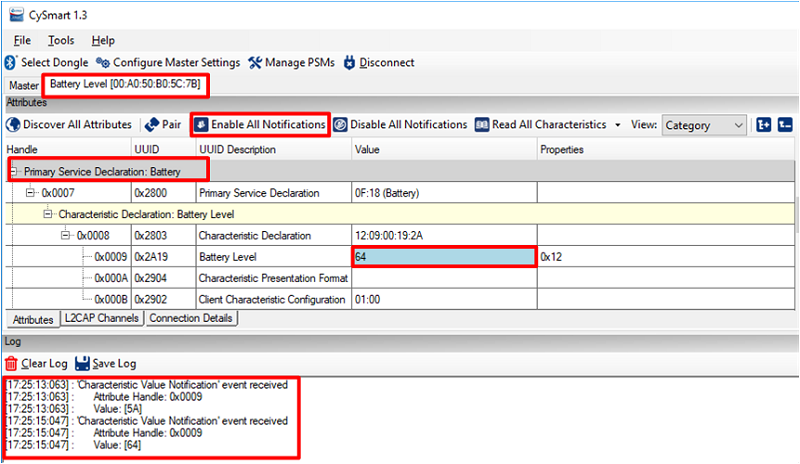 CySmart 1.3
File Tools Help
Select Dongle Configure Master Settings Manage PSMs Disconnect
Master Battery Level [00:A0:50:B0:5C:7B]
Attributes
Discover All Attributes Pair Enable All Notifications Disable All Notifications Read All Characteristics View: Category
Handle UUID UUID Description Value Properties
Primary Service Declaration: Battery
0x0007 0x2800 Primary Service Declaration 0F:18 (Battery)
Characteristic Declaration: Battery Level
0x0008 0x2803 Characteristic Declaration 12:09:00:19:2A
0x0009 0x2A19 Battery Level 64 0x12
0x000A 0x2904 Characteristic Presentation Format
0x000B 0x2902 Client Characteristic Configuration 01:00
Attributes L2CAP Channels Connection Details
Log
Clear Log Save Log
[17:25:13:063] : 'Characteristic Value Notification' event received
[17:25:13:063] : Attribute Handle: 0x0009
[17:25:13:063] : Value: [5A]
[17:25:15:047] : 'Characteristic Value Notification' event received
[17:25:15:047] : Attribute Handle: 0x0009
[17:25:15:047] : Value: [64]